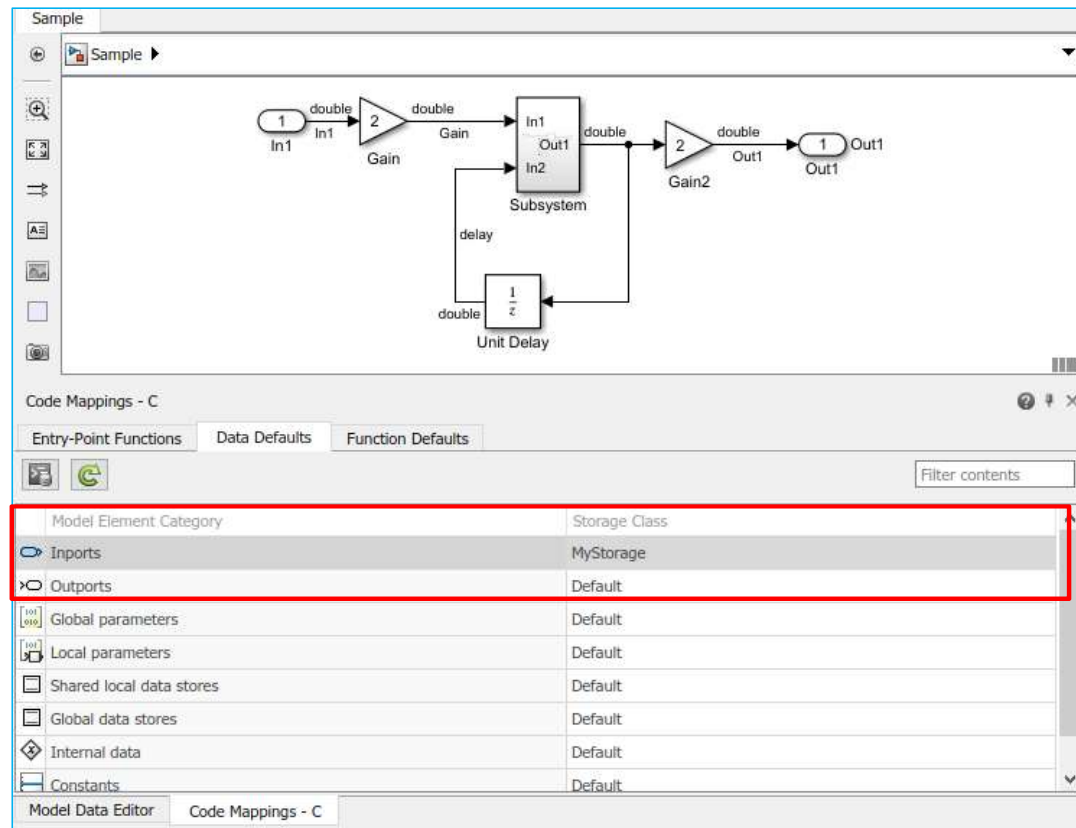 Sample
Sample
double
double
1
2
In1
Gain
In1
Gain
In1
Out1
In2
Subsystem
double
2
double
Out1
Gain2
1
Out1
Out1
delay
1
z
double
Unit Delay
Code Mappings - C
Entry-Point Functions Data Defaults Function Defaults
Filter contents
Model Element Category Storage Class
Inports MyStorage
Outports Default
Global parameters Default
Local parameters Default
Shared local data stores Default
Global data stores Default
Internal data Default
Constants Default
Model Data Editor Code Mappings - C